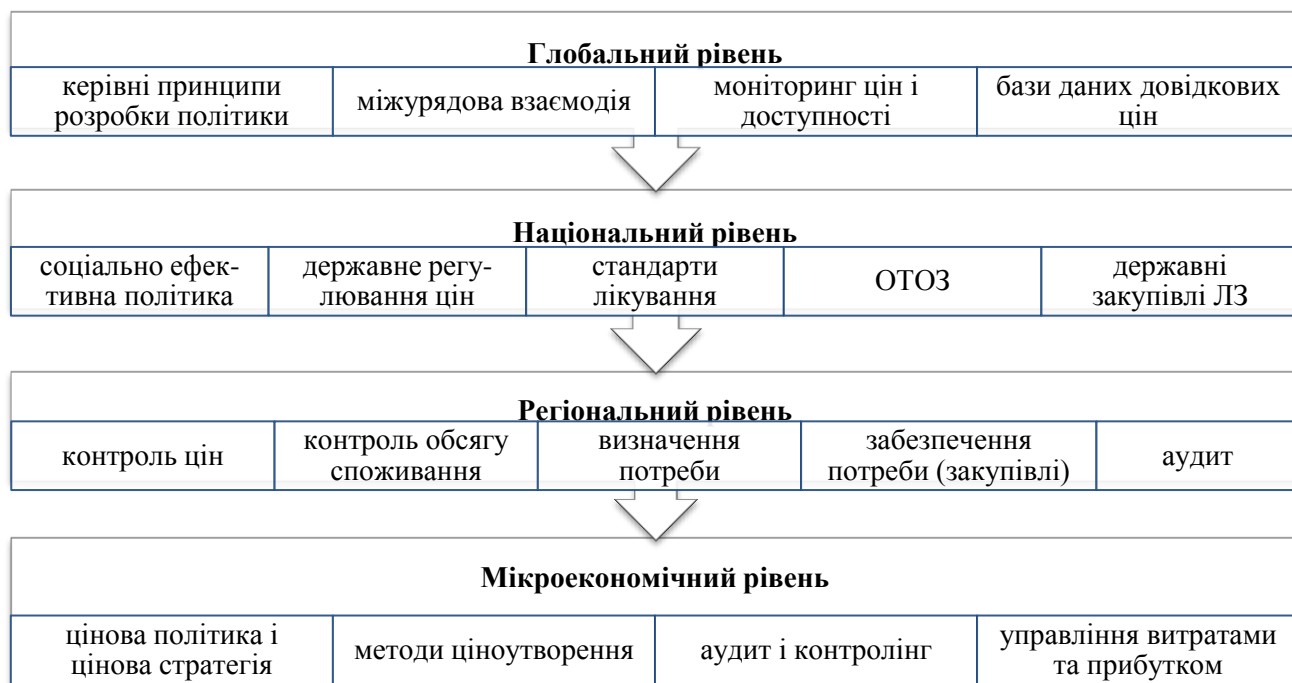 Глобальний рівень
керівні принципи
розробки політики
міжурядова взаємодія
моніторинг цін і
доступності
бази даних довідкових
цін
Національний рівень
соціально ефек-
тивна політика
державне регу-
лювання цін
стандарти
лікування
ОТОЗ
державні
закупівлі ЛЗ
Регіональний рівень
контроль цін
контроль обсягу
споживання
визначення
потреби
забезпечення
потреби (закупівлі)
аудит
Мікроекономічний рівень
цінова політика і
цінова стратегія
методи ціноутворення
аудит і контролінг
управління витратами
та прибутком